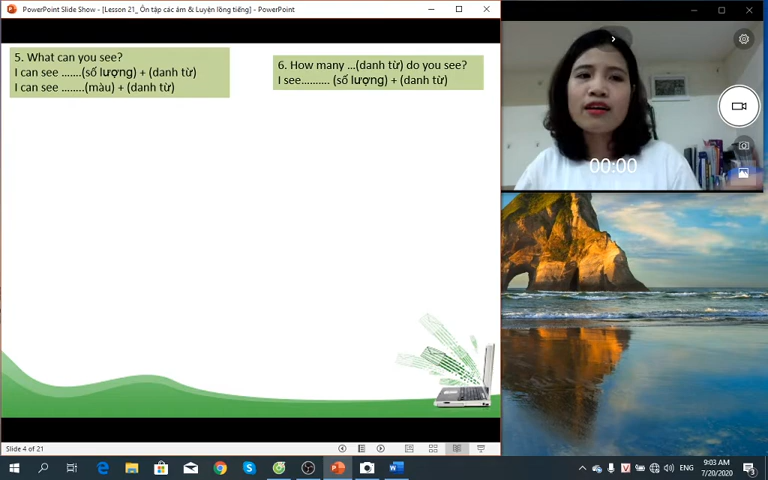 PowerPoint Slide Show - [Lesson 21_ Ôn tập các âm & Luyện lồng tiếng] - PowerPoint
5. What can you see?
I can see .......(số lượng) + (danh từ)
I can see ........(màu) + (danh từ)
6. How many ...(danh từ) do you see?
I see.......... (số lượng) + (danh từ)
00:00
Slide 4 of 21
ENG
9:03 AM
7/20/2020